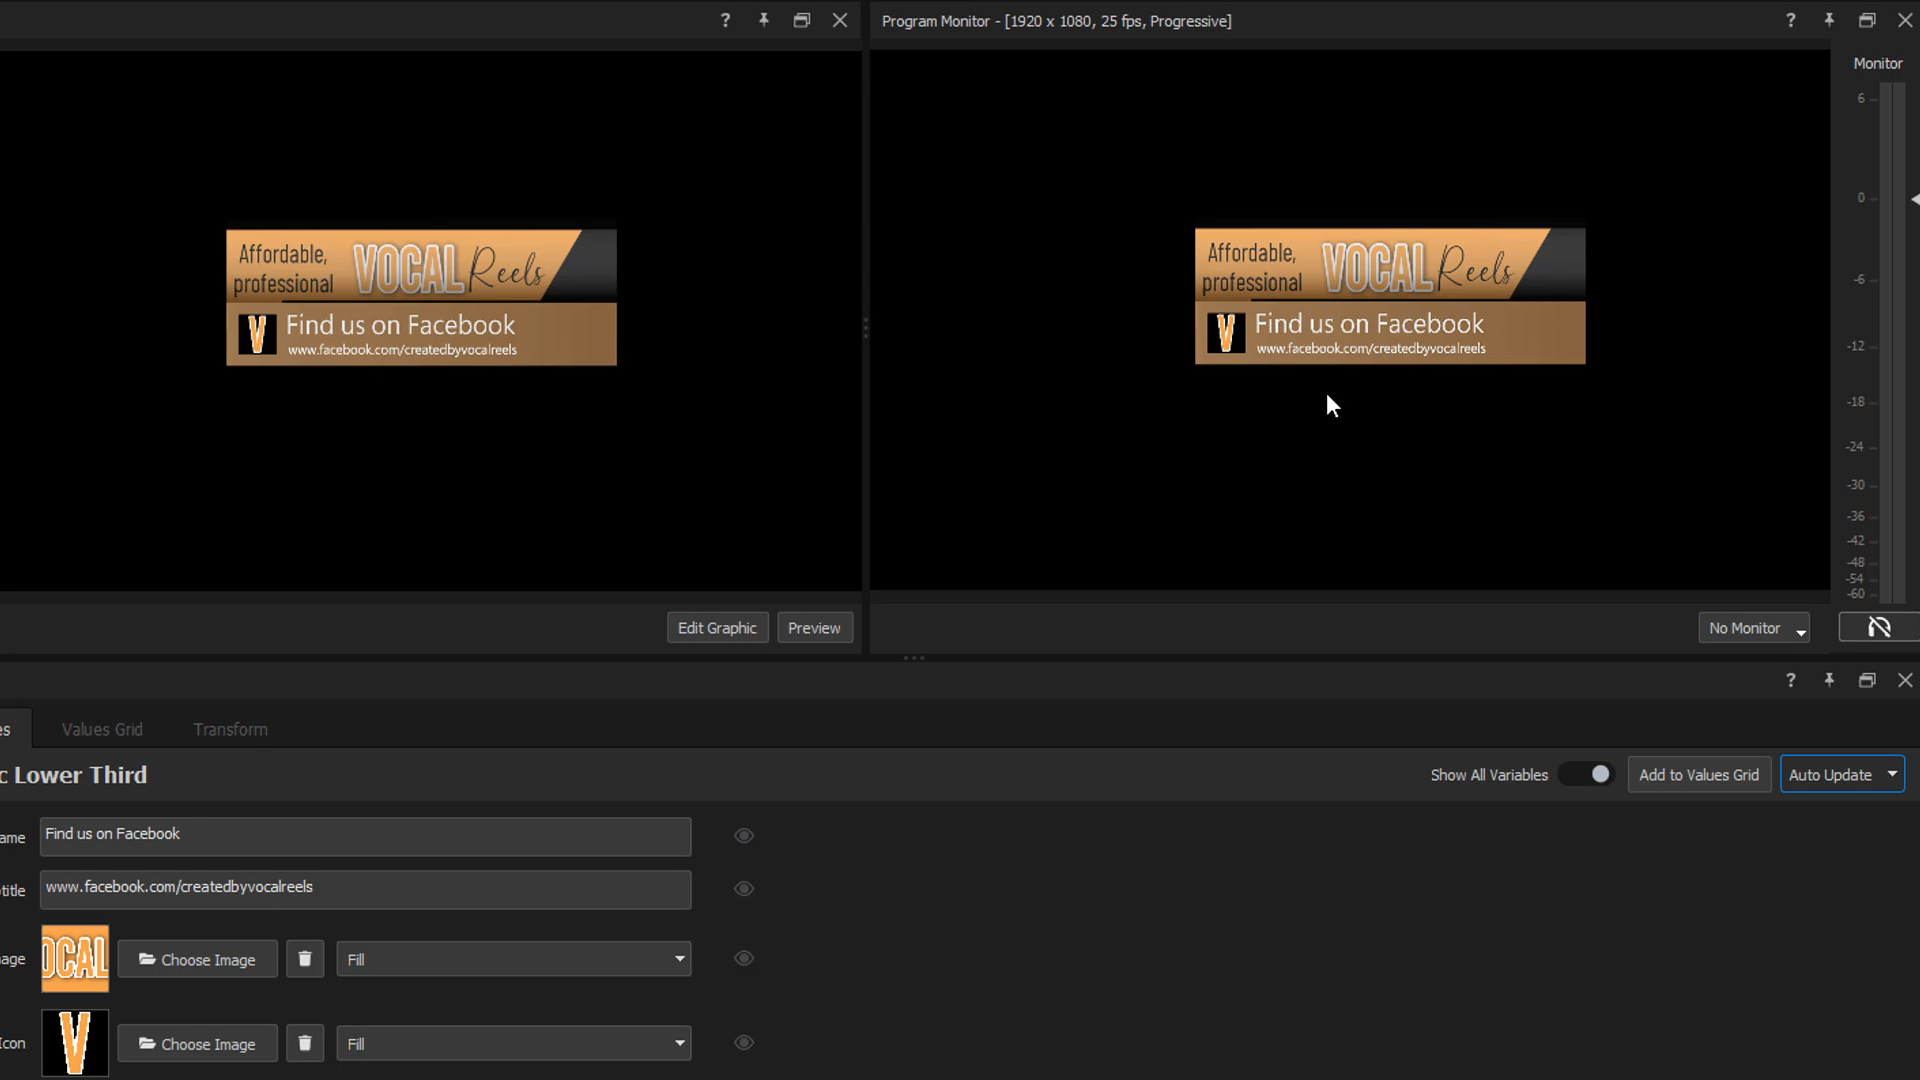 Program Monitor - [1920 x 1080, 25 fps, Progressive]
Monitor
6
0
-6
-12
-18
-24
-30
-36
-42
-48
-54
-60
Affordable,
professional
VOCAL Reels
Find us on Facebook
www.facebook.com/createdbyvocalreels
Affordable,
professional
VOCAL Reels
Find us on Facebook
www.facebook.com/createdbyvocalreels
Edit Graphic
Preview
No Monitor
es
Values Grid
Transform
c Lower Third
Show All Variables
Add to Values Grid
Auto Update
ame
Find us on Facebook
otitle
www.facebook.com/createdbyvocalreels
nage
OCAL
Choose Image
Fill
Icon
V
Choose Image
Fill